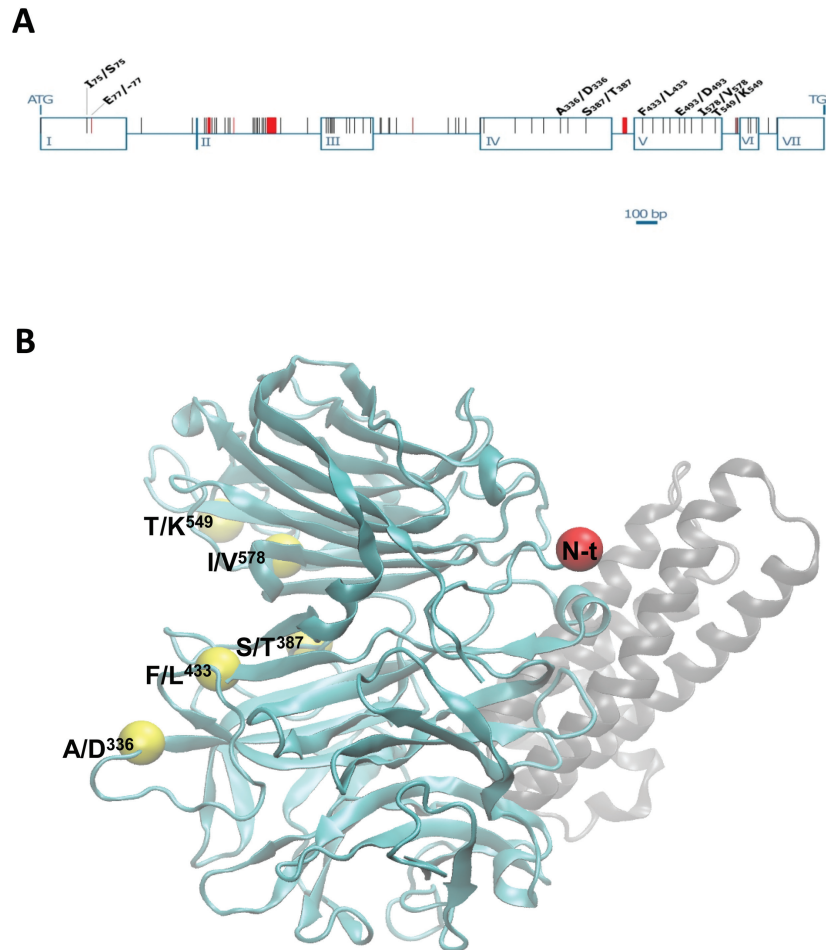 A
I75/S75
E77/-77
A336/D336
S387/T387
F433/L433
E493/D493
I578/V578
T549/K549
ATG
TG
I
II
III
IV
V
VI
VII
100 bp
B
T/K549
I/V578
N-t
S/T387
F/L433
A/D336